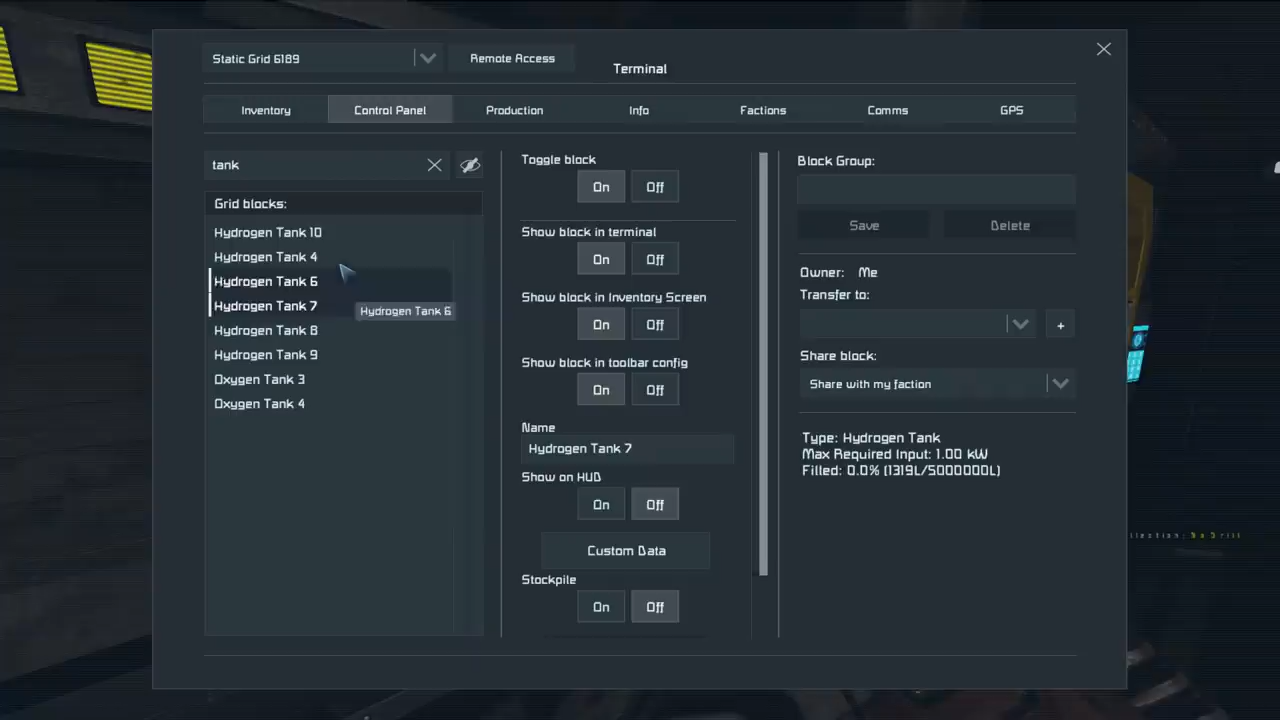 Static Grid 6189
Remote Access
Terminal
Inventory
Control Panel
Production
Info
Factions
Comms
GPS
tank
Grid blocks:
Hydrogen Tank 10
Hydrogen Tank 4
Hydrogen Tank 6
Hydrogen Tank 7
Hydrogen Tank 6
Hydrogen Tank 8
Hydrogen Tank 9
Oxygen Tank 3
Oxygen Tank 4
Toggle block
On Off
Show block in terminal
On Off
Show block in Inventory Screen
On Off
Show block in toolbar config
On Off
Name
Hydrogen Tank 7
Show on HUD
On Off
Custom Data
Stockpile
On Off
Block Group:
Save Delete
Owner: Me
Transfer to:
+
Share block:
Share with my faction
Type: Hydrogen Tank
Max Required Input: 1.00 kW
Filled: 0.0% (1319L/5000000L)